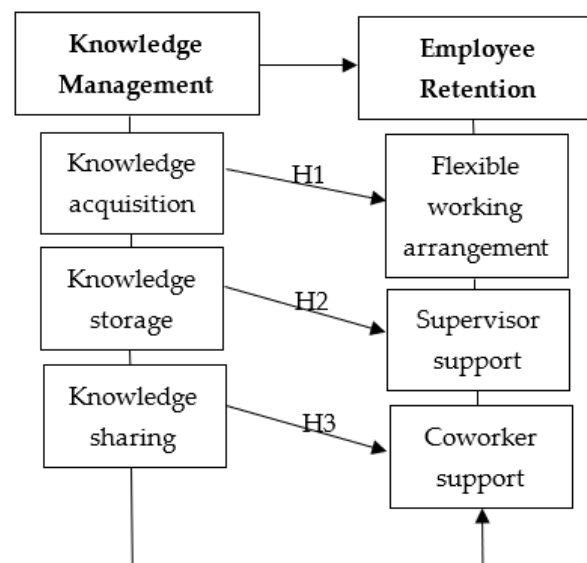 Knowledge
Management
Employee
Retention
Knowledge
acquisition
H1
Flexible
working
arrangement
Knowledge
storage
H2
Supervisor
support
Knowledge
sharing
H3
Coworker
support